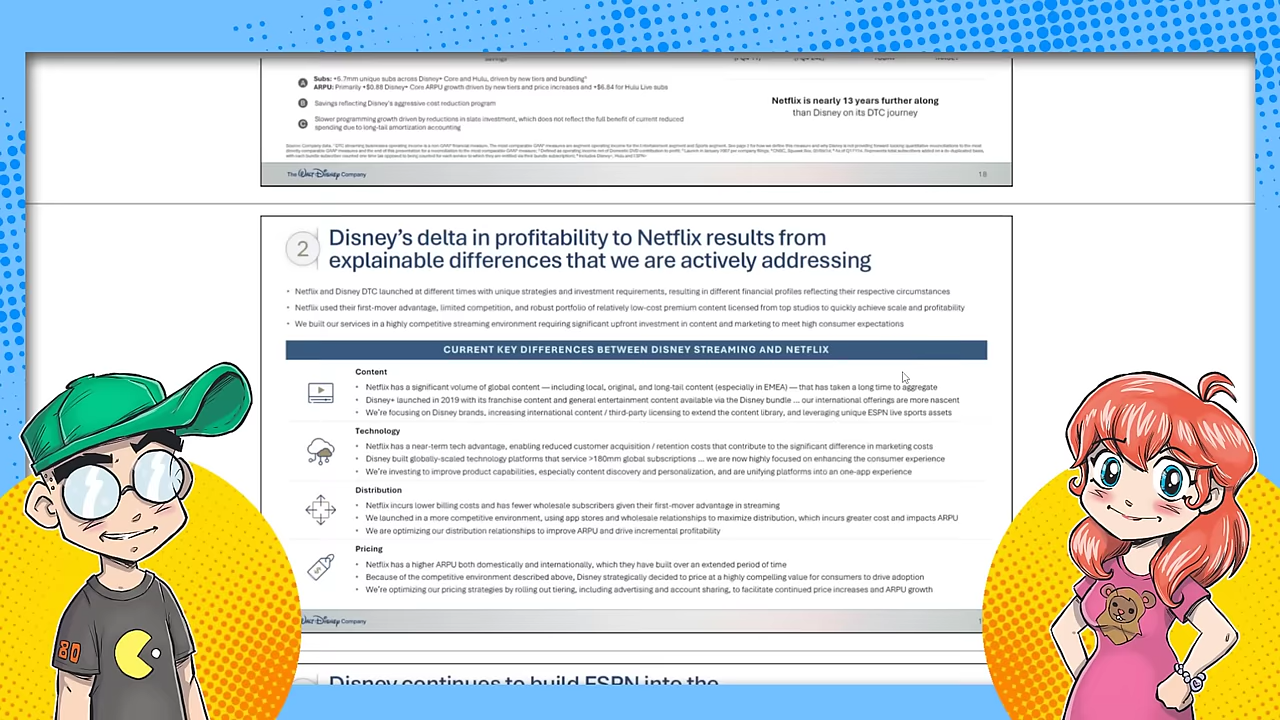 A
Subs: +5.7mm unique subs across Disney+ Core and Hulu, driven by new tiers and bundling
ARPU: Primarily +$0.88 Disney+ Core ARPU growth driven by new tiers and price increases and +$6.84 for Hulu Live subs
B
Savings reflecting Disney's aggressive cost reduction program
C
Slower programming growth driven by reductions in slate investment, which does not reflect the full benefit of current reduced
spending due to long-tail amortization accounting
Netflix is nearly 13 years further along
than Disney on its DTC journey
The Walt Disney Company
18
2
Disney's delta in profitability to Netflix results from
explainable differences that we are actively addressing
• Netflix and Disney DTC launched at different times with unique strategies and investment requirements, resulting in different financial profiles reflecting their respective circumstances
• Netflix used their first-mover advantage, limited competition, and robust portfolio of relatively low-cost premium content licensed from top studios to quickly achieve scale and profitability
• We built our services in a highly competitive streaming environment requiring significant upfront investment in content and marketing to meet high consumer expectations
CURRENT KEY DIFFERENCES BETWEEN DISNEY STREAMING AND NETFLIX
Content
• Netflix has a significant volume of global content — including local, original, and long-tail content (especially in EMEA) — that has taken a long time to aggregate
• Disney+ launched in 2019 with its franchise content and general entertainment content available via the Disney bundle ... our international offerings are more nascent
• We're focusing on Disney brands, increasing international content / third-party licensing to extend the content library, and leveraging unique ESPN live sports assets
Technology
• Netflix has a near-term tech advantage, enabling reduced customer acquisition / retention costs that contribute to the significant difference in marketing costs
• Disney built globally-scaled technology platforms that service >180mm global subscriptions ... we are now highly focused on enhancing the consumer experience
• We're investing to improve product capabilities, especially content discovery and personalization, and are unifying platforms into an one-app experience
Distribution
• Netflix incurs lower billing costs and has fewer wholesale subscribers given their first-mover advantage in streaming
• We launched in a more competitive environment, using app stores and wholesale relationships to maximize distribution, which incurs greater cost and impacts ARPU
• We are optimizing our distribution relationships to improve ARPU and drive incremental profitability
Pricing
• Netflix has a higher ARPU both domestically and internationally, which they have built over an extended period of time
• Because of the competitive environment described above, Disney strategically decided to price at a highly compelling value for consumers to drive adoption
• We're optimizing our pricing strategies by rolling out tiering, including advertising and account sharing, to facilitate continued price increases and ARPU growth
Walt Disney Company
Disney continues to build ESPN into the
80